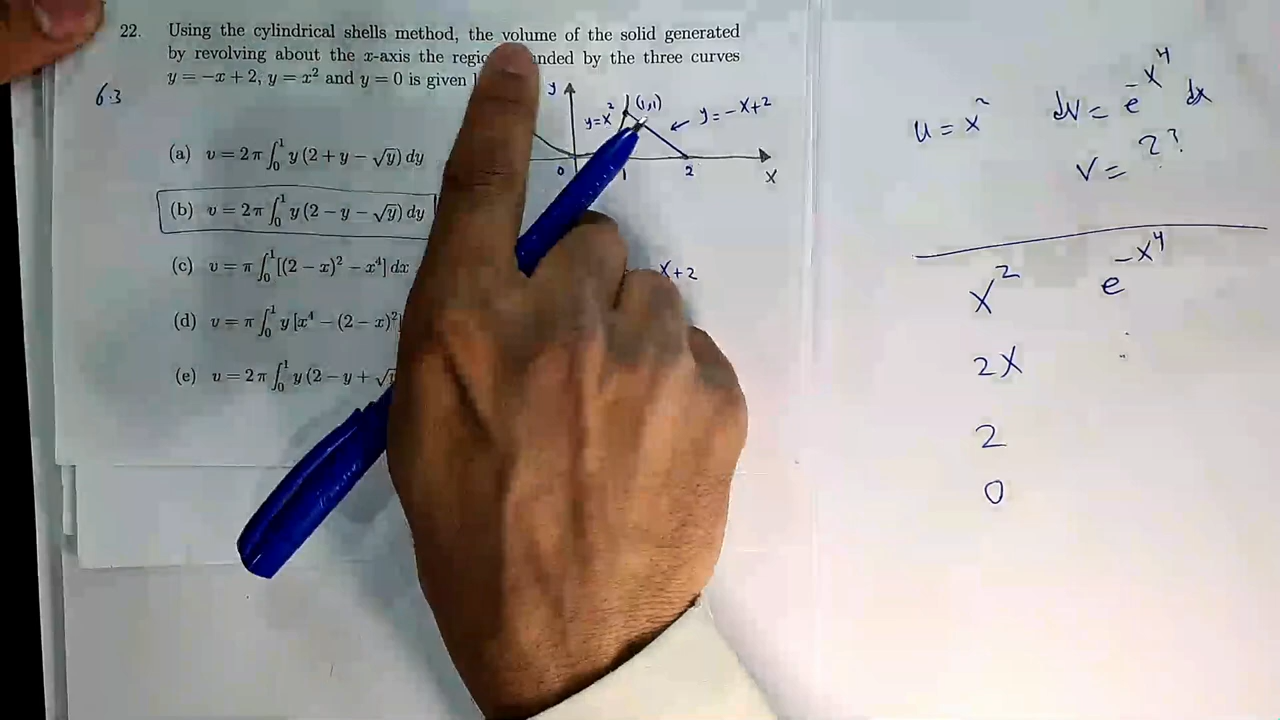 22. Using the cylindrical shells method, the volume of the solid generated
by revolving about the x-axis the by the three curves
y = −x + 2, y = x² and y = 0 is given
6.3
y
y=x²
(1,1)
y = -x+2
0
1
2
x
(a) v = 2π ∫₀¹ y (2 + y − √y) dy
(b) v = 2π ∫₀¹ y (2 − y − √y) dy
(c) v = π ∫₀¹ [(2 − x)² − x⁴] dx
x+2
(d) v = π ∫₀¹ y [x⁴ − (2 − x)²]
(e) v = 2π ∫₀¹ y (2 − y + √y
u = x² dv = e^{-x⁴} dx
v = ??
x² e^{-x⁴}
2x
2
0